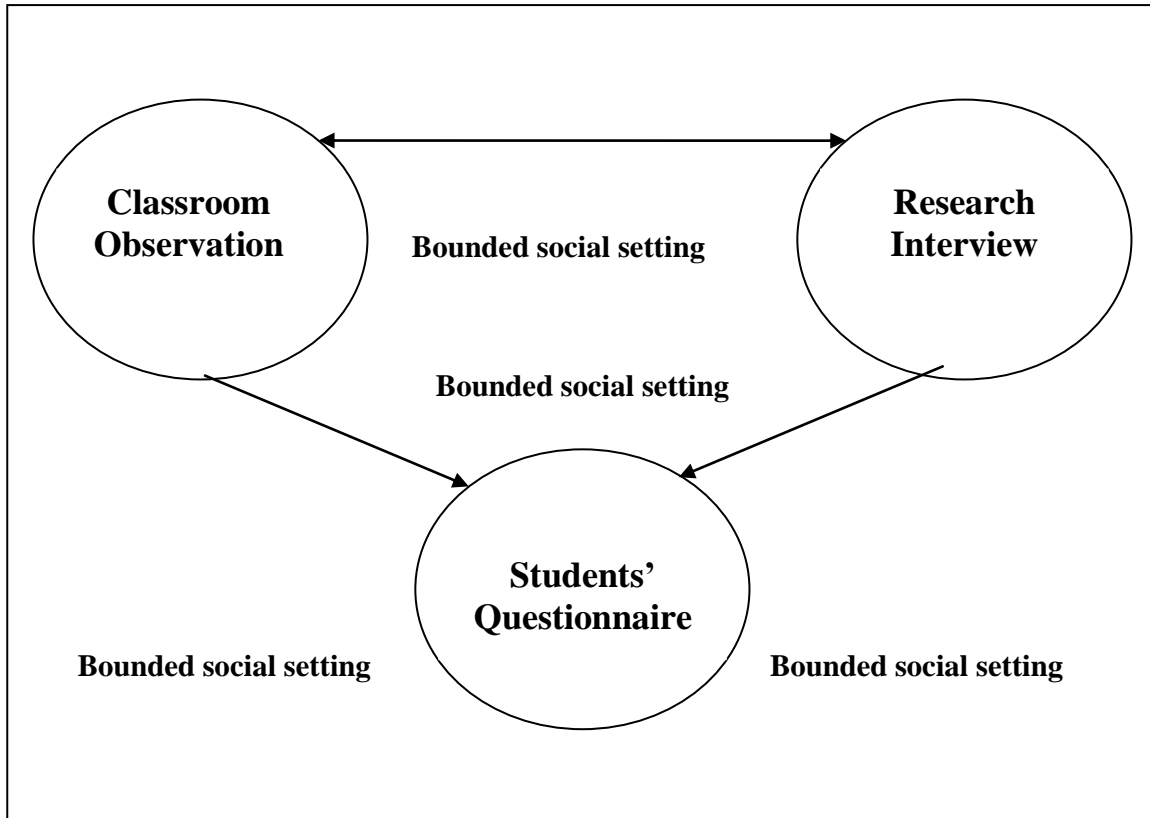 Classroom
Observation
Research
Interview
Bounded social setting
Bounded social setting
Students’
Questionnaire
Bounded social setting
Bounded social setting